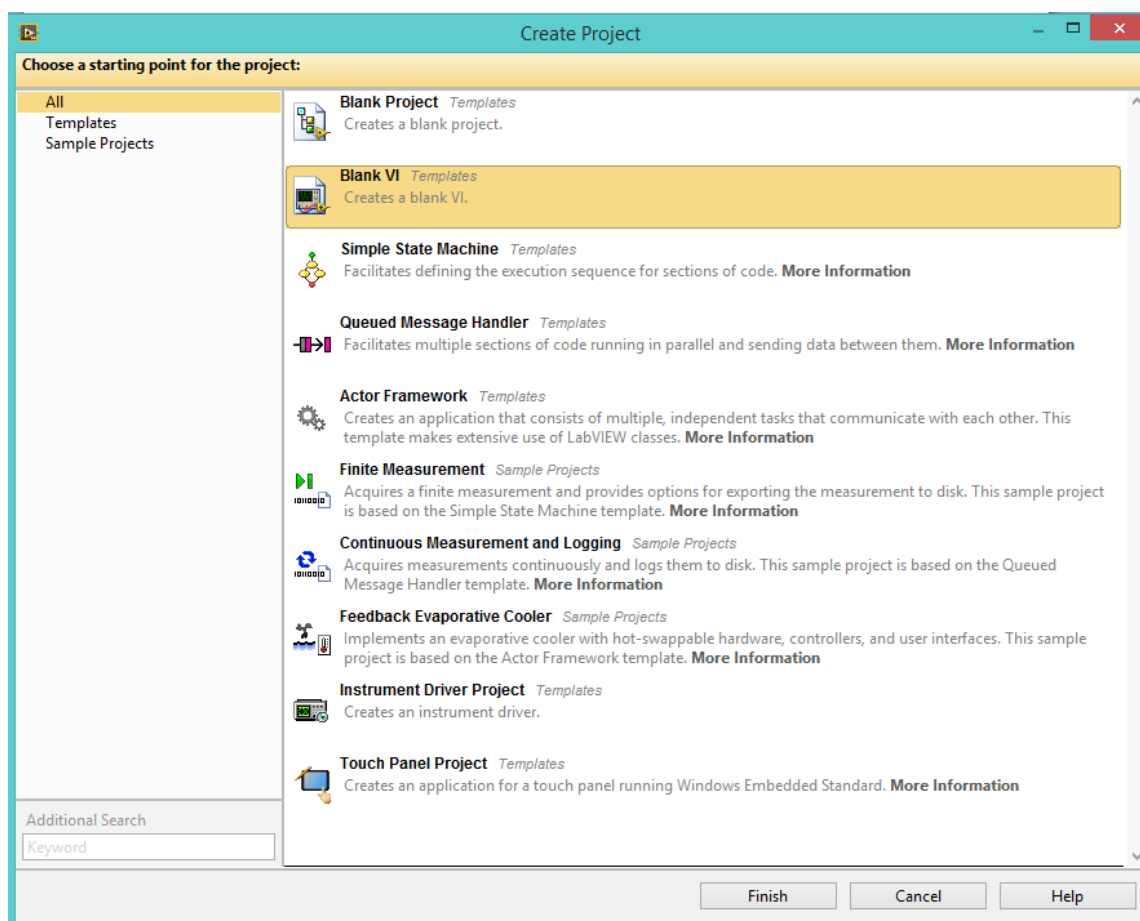 Create Project
Choose a starting point for the project:
All
Templates
Sample Projects
Blank Project Templates
Creates a blank project.
Blank VI Templates
Creates a blank VI.
Simple State Machine Templates
Facilitates defining the execution sequence for sections of code. More Information
Queued Message Handler Templates
Facilitates multiple sections of code running in parallel and sending data between them. More Information
Actor Framework Templates
Creates an application that consists of multiple, independent tasks that communicate with each other. This
template makes extensive use of LabVIEW classes. More Information
Finite Measurement Sample Projects
Acquires a finite measurement and provides options for exporting the measurement to disk. This sample project
is based on the Simple State Machine template. More Information
Continuous Measurement and Logging Sample Projects
Acquires measurements continuously and logs them to disk. This sample project is based on the Queued
Message Handler template. More Information
Feedback Evaporative Cooler Sample Projects
Implements an evaporative cooler with hot-swappable hardware, controllers, and user interfaces. This sample
project is based on the Actor Framework template. More Information
Instrument Driver Project Templates
Creates an instrument driver.
Touch Panel Project Templates
Creates an application for a touch panel running Windows Embedded Standard. More Information
Additional Search
Keyword
Finish
Cancel
Help